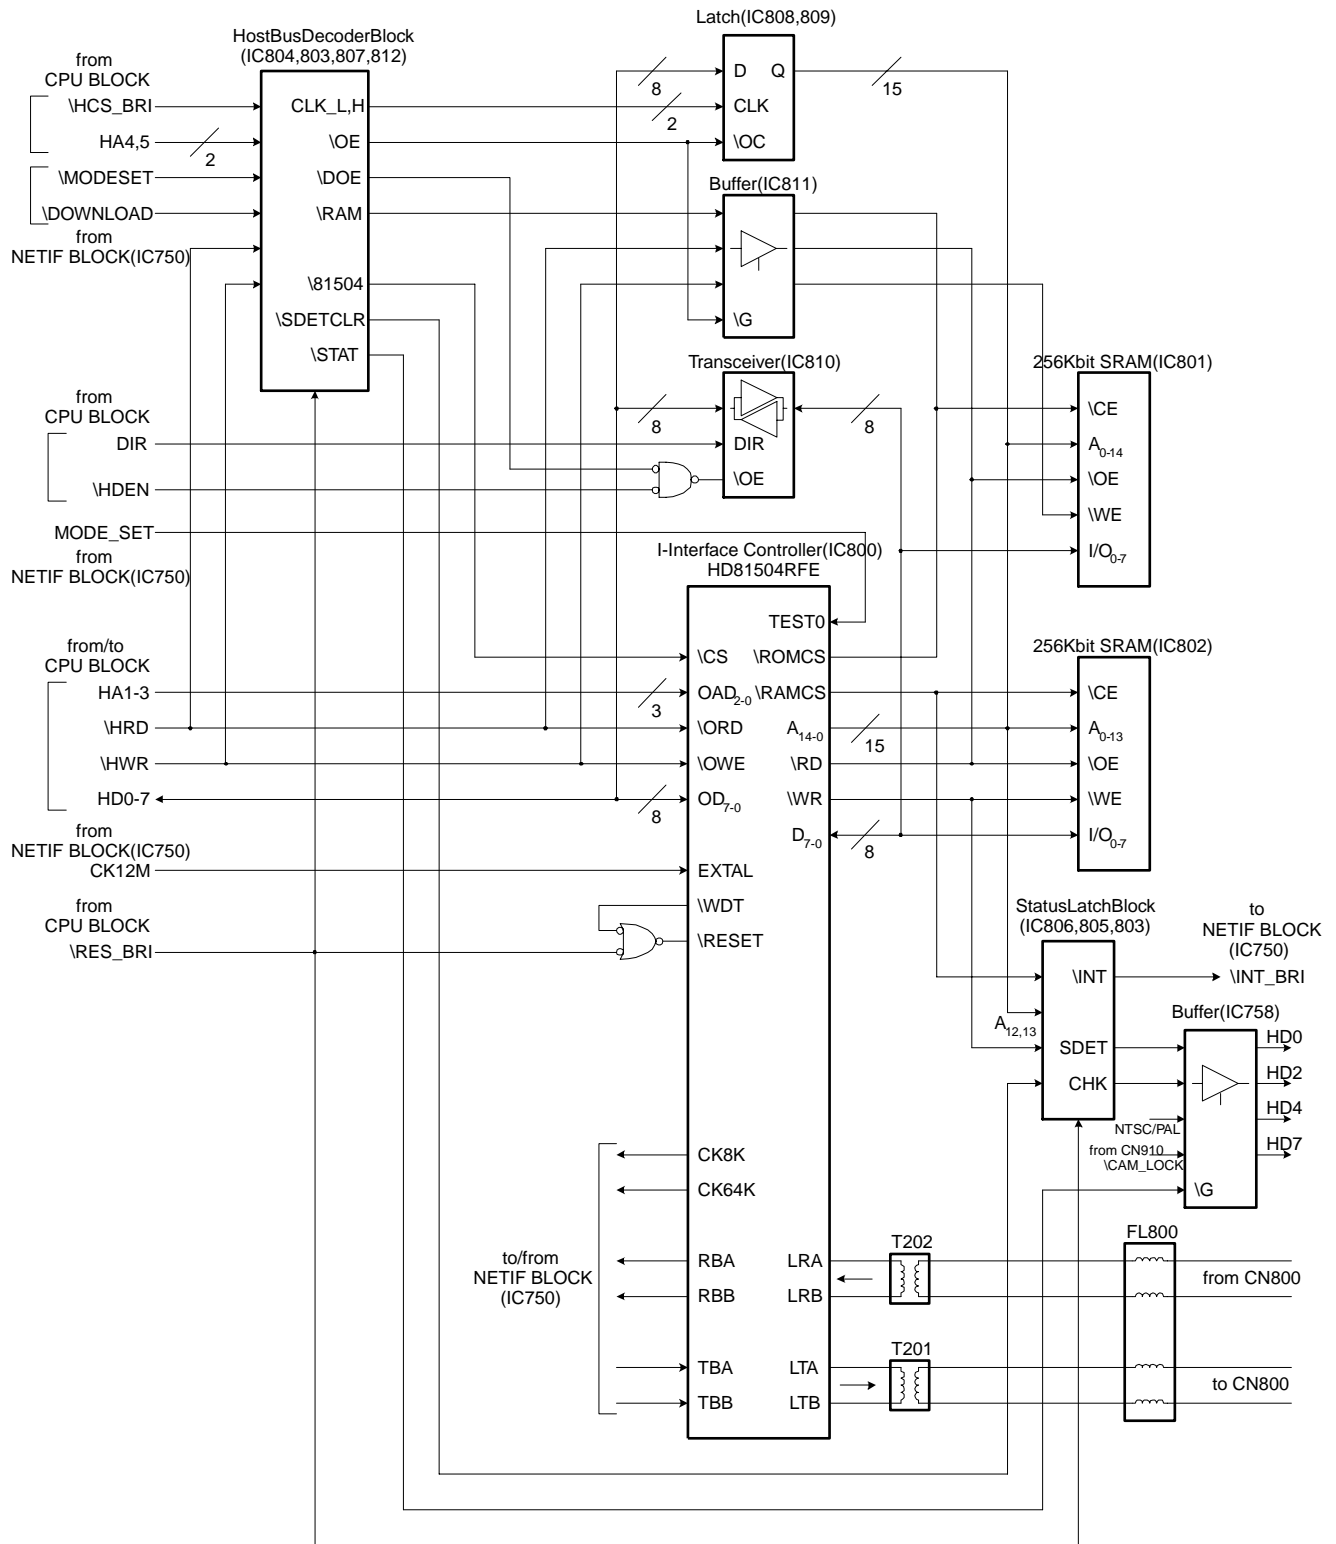 Latch(IC808,809)
HostBusDecoderBlock
(IC804,803,807,812)
from
CPU BLOCK
\HCS_BRI
HA4,5
2
\MODESET
\DOWNLOAD
from
NETIF BLOCK(IC750)
CLK_L,H
\OE
\DOE
\RAM
\81504
\SDETCLR
\STAT
8
2
D
Q
CLK
\OC
15
Buffer(IC811)
\G
Transceiver(IC810)
8
DIR
\OE
8
256Kbit SRAM(IC801)
\CE
A0-14
\OE
\WE
I/O0-7
from
CPU BLOCK
DIR
\HDEN
MODE_SET
from
NETIF BLOCK(IC750)
I-Interface Controller(IC800)
HD81504RFE
TEST0
\CS
\ROMCS
OAD2-0
\RAMCS
\ORD
A14-0
\OWE
\RD
OD7-0
\WR
D7-0
EXTAL
\WDT
\RESET
from/to
CPU BLOCK
HA1-3
3
\HRD
\HWR
HD0-7
8
from
NETIF BLOCK(IC750)
CK12M
from
CPU BLOCK
\RES_BRI
15
8
256Kbit SRAM(IC802)
\CE
A0-13
\OE
\WE
I/O0-7
StatusLatchBlock
(IC806,805,803)
\INT
A12,13
SDET
CHK
to
NETIF BLOCK
(IC750)
\INT_BRI
Buffer(IC758)
HD0
HD2
HD4
HD7
NTSC/PAL
from CN910
\CAM_LOCK
\G
CK8K
CK64K
RBA
RBB
TBA
TBB
to/from
NETIF BLOCK
(IC750)
LRA
LRB
LTA
LTB
T202
T201
FL800
from CN800
to CN800